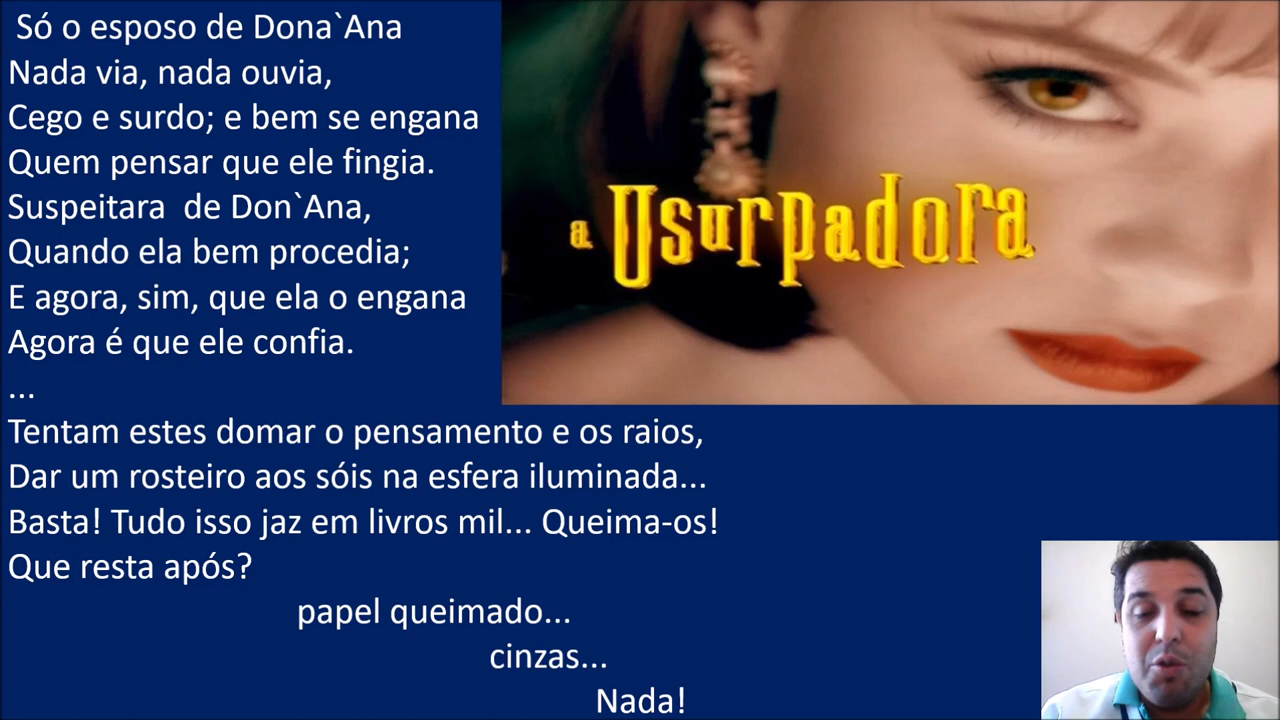 Só o esposo de Dona`Ana
Nada via, nada ouvia,
Cego e surdo; e bem se engana
Quem pensar que ele fingia.
Suspeitara de Don`Ana,
Quando ela bem procedia;
E agora, sim, que ela o engana
Agora é que ele confia.
...
Tentam estes domar o pensamento e os raios,
Dar um rosteiro aos sóis na esfera iluminada...
Basta! Tudo isso jaz em livros mil... Queima-os!
Que resta após?
papel queimado...
cinzas...
Nada!
a Usurpadora